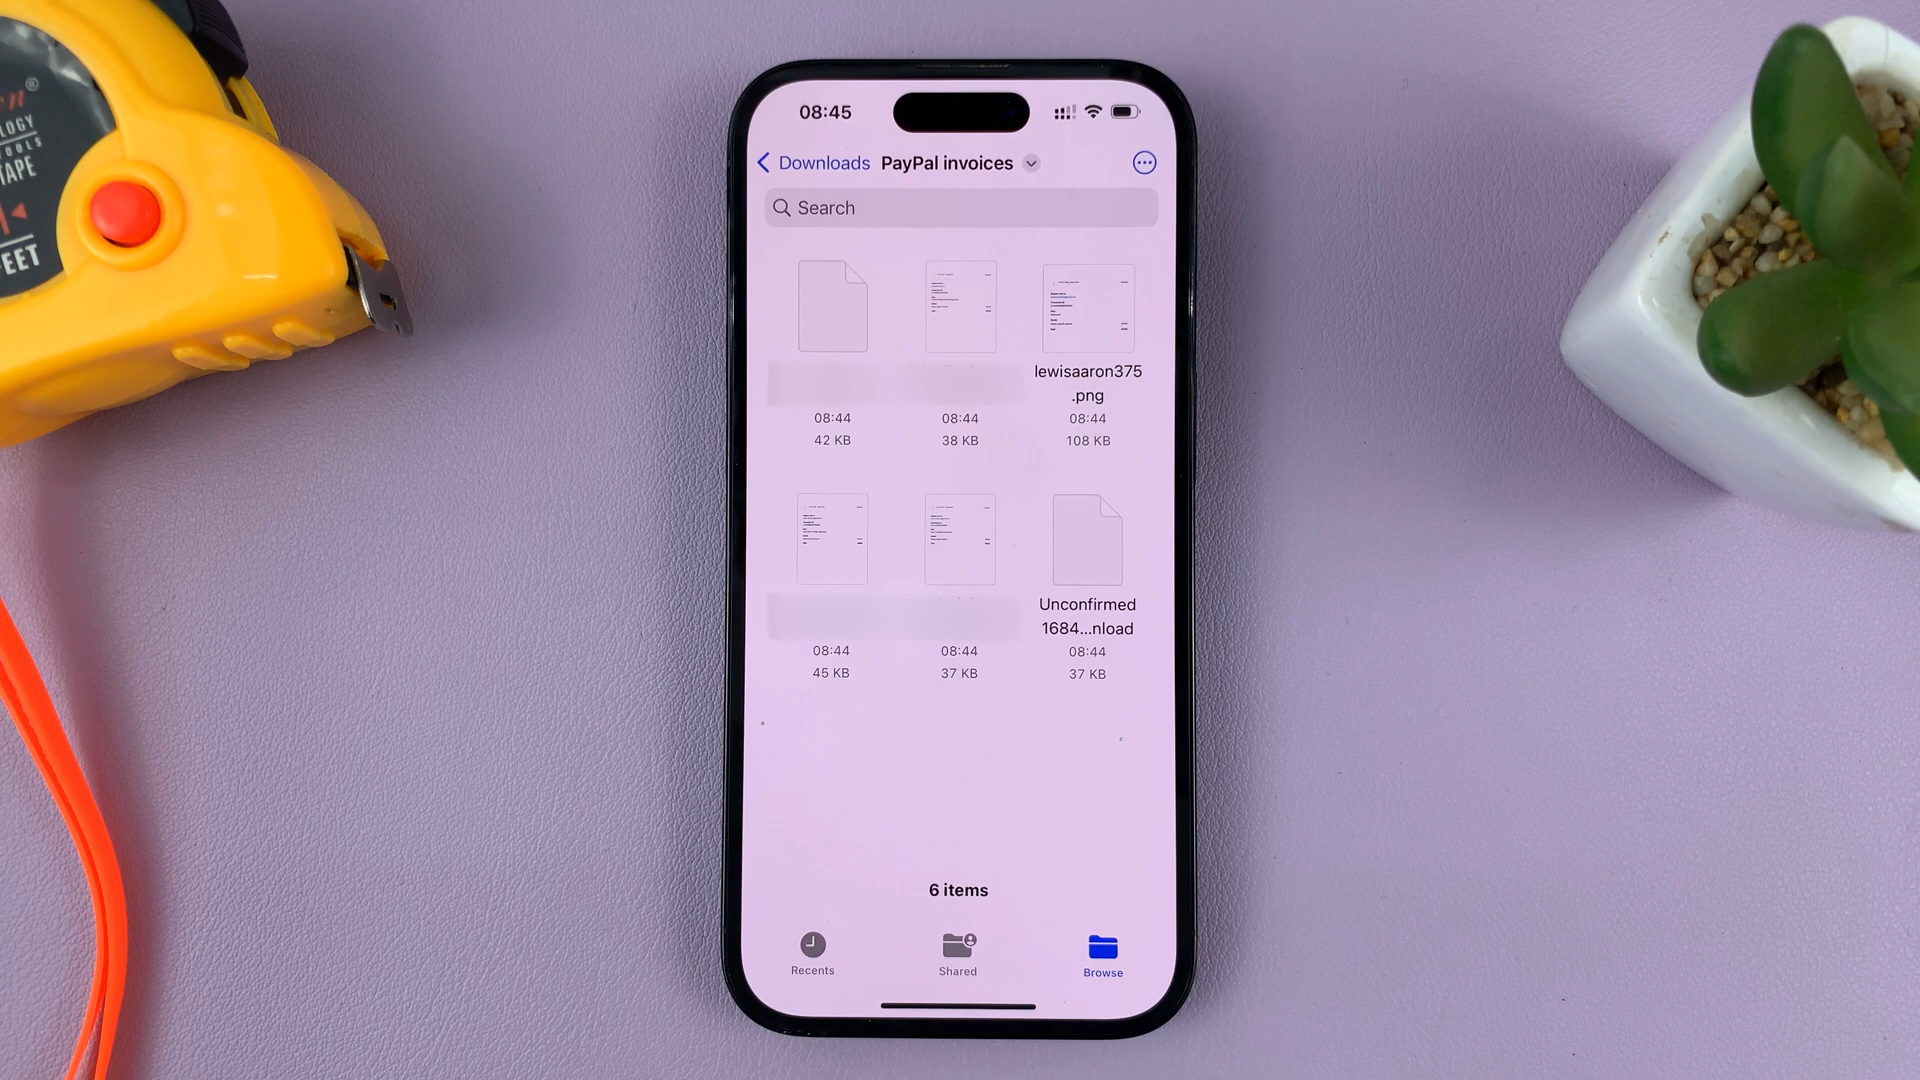 LOGY
TOOLS
TAPE
FEET
08:45
Downloads PayPal invoices
Search
lewisaaron375
.png
08:44 08:44 08:44
42 KB 38 KB 108 KB
Unconfirmed
1684...nload
08:44 08:44 08:44
45 KB 37 KB 37 KB
6 items
Recents Shared Browse